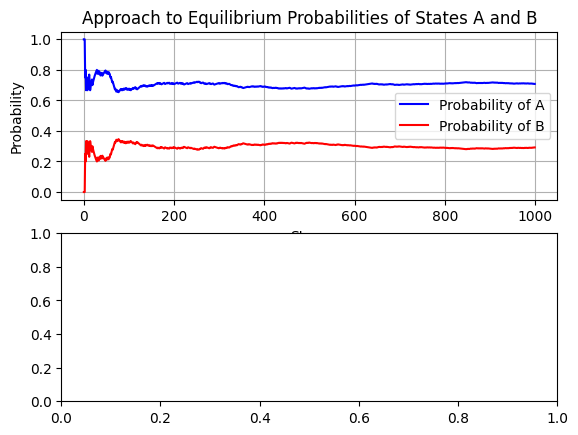 Approach to Equilibrium Probabilities of States A and B
1.0
0.8
0.6
0.4
0.2
0.0
Probability
Probability of A
Probability of B
0 200 400 600 800 1000
1.0
0.8
0.6
0.4
0.2
0.0
0.0 0.2 0.4 0.6 0.8 1.0